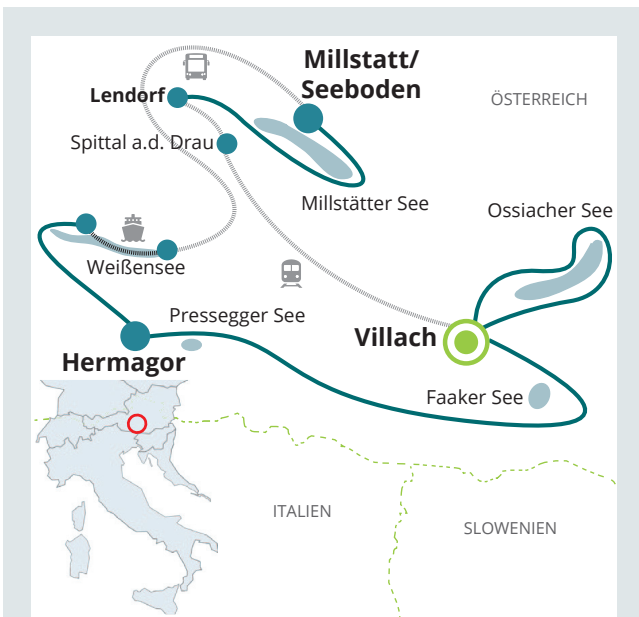 Millstatt/
Seeboden
ÖSTERREICH
Lendorf
Spittal a.d. Drau
Millstätter See
Ossiacher See
Weißensee
Pressegger See
Villach
Hermagor
Faaker See
ITALIEN
SLOWENIEN